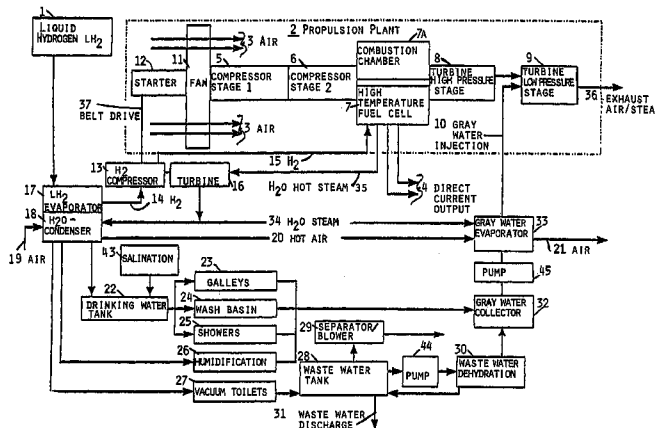 1
LIQUID
HYDROGEN LH2
2 PROPULSION PLANT
3 AIR
12
STARTER
11
FAN
5
COMPRESSOR
STAGE 1
6
COMPRESSOR
STAGE 2
7A
COMBUSTION
CHAMBER
8
TURBINE
HIGH PRESSURE
STAGE
9
TURBINE
LOW PRESSURE
STAGE
36
EXHAUST
AIR/STEA
HIGH
TEMPERATURE
FUEL CELL
7
37
BELT DRIVE
3 AIR
10 GRAY
WATER
INJECTION
15 H2
13
H2
COMPRESSOR
TURBINE
16
H2O HOT STEAM 35
4
DIRECT
CURRENT
OUTPUT
17
LH2
EVAPORATOR
14 H2
18
H2O-
CONDENSER
34 H2O STEAM
20 HOT AIR
33
GRAY WATER
EVAPORATOR
19 AIR
21 AIR
43
SALINATION
23
GALLEYS
PUMP
45
22
DRINKING WATER
TANK
24
WASH BASIN
GRAY WATER
COLLECTOR
32
25
SHOWERS
29
SEPARATOR/
BLOWER
44
30
26
HUMIDIFICATION
28
WASTE WATER
TANK
PUMP
WASTE WATER
DEHYDRATION
27
VACUUM TOILETS
31 WASTE WATER
DISCHARGE